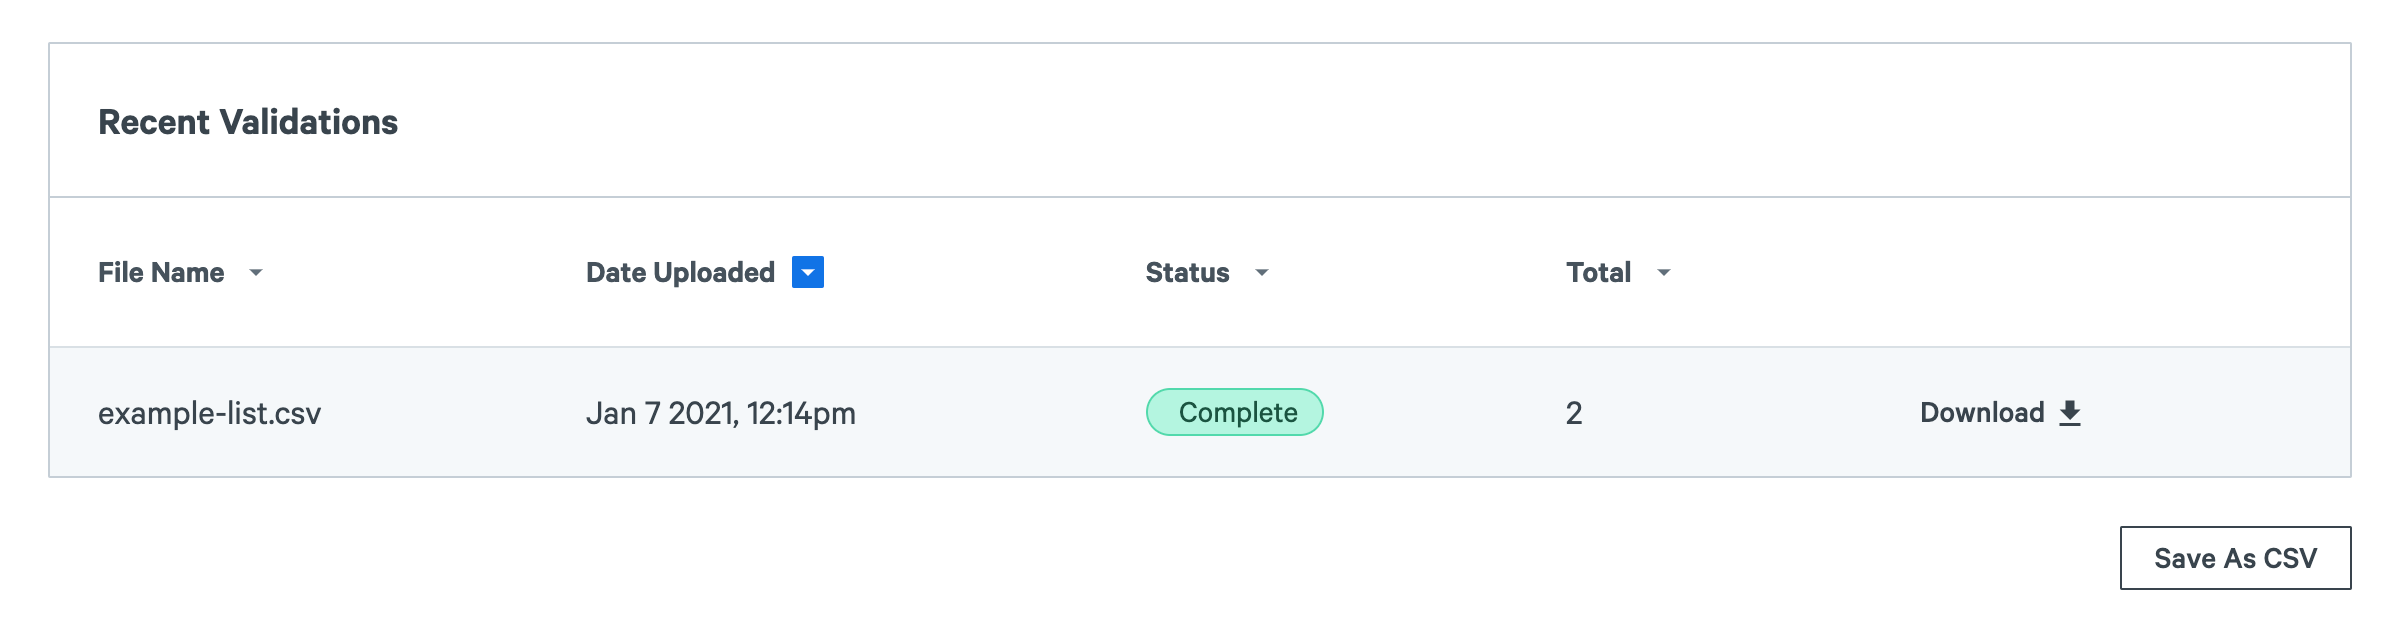 Recent Validations
File Name Date Uploaded Status Total
example-list.csv Jan 7 2021, 12:14pm Complete 2 Download
Save As CSV